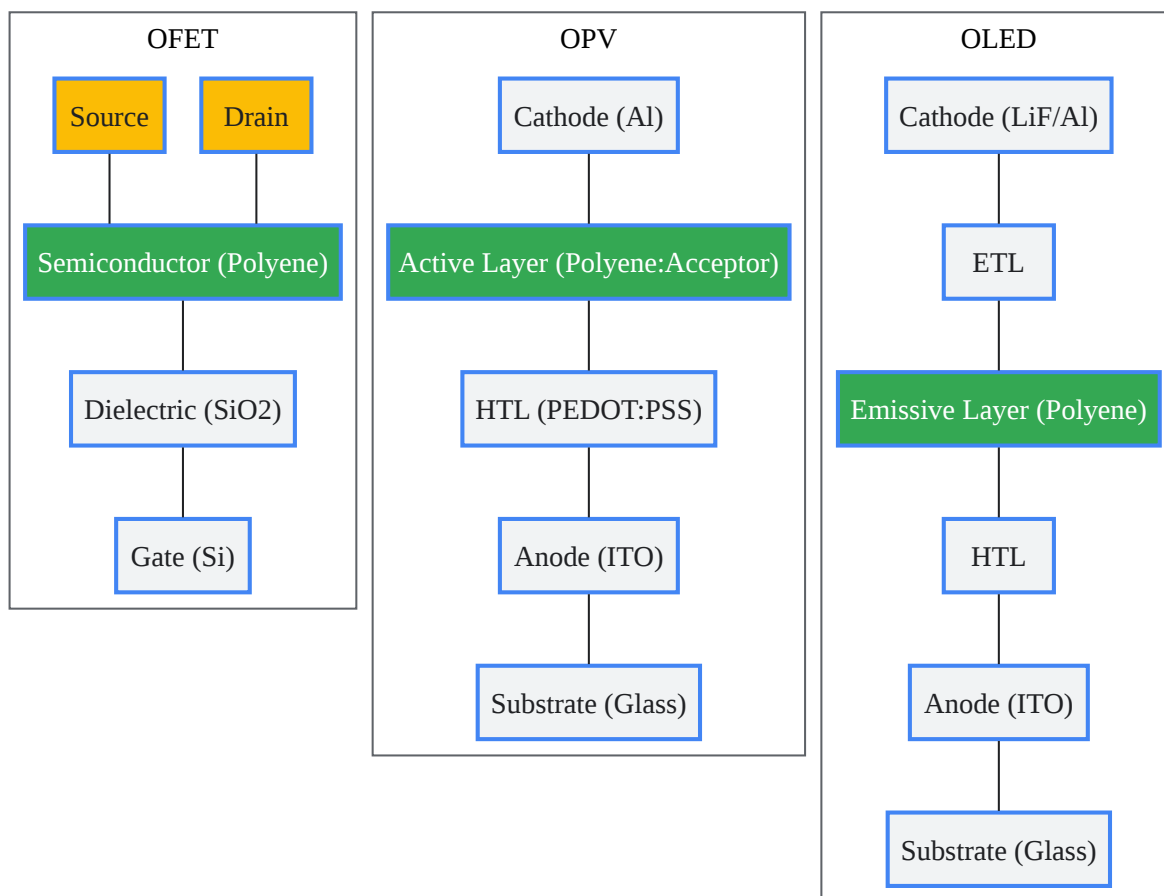 OFET
Source
Drain
Semiconductor (Polyene)
Dielectric (SiO2)
Gate (Si)
OPV
Cathode (Al)
Active Layer (Polyene:Acceptor)
HTL (PEDOT:PSS)
Anode (ITO)
Substrate (Glass)
OLED
Cathode (LiF/Al)
ETL
Emissive Layer (Polyene)
HTL
Anode (ITO)
Substrate (Glass)